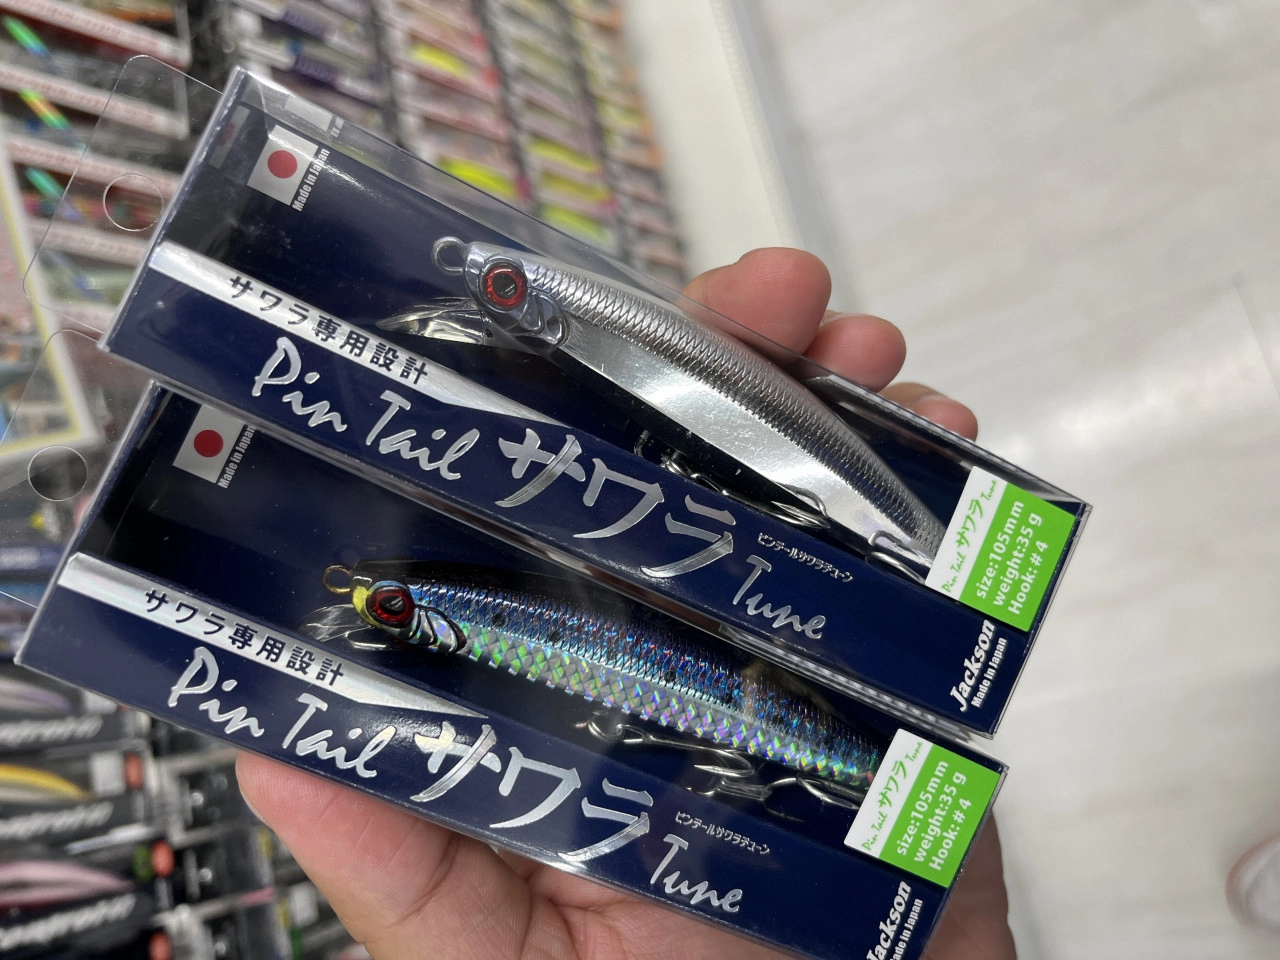 Made in Japan
サワラ専用設計
Pin Tail サワラ Tune
ピンテールサワラチューン
Pin Tail サワラ Tune
size:105mm
weight:35g
Hook:#4
Jackson
Made in Japan
Made in Japan
サワラ専用設計
Pin Tail サワラ Tune
ピンテールサワラチューン
Pin Tail サワラ Tune
size:105mm
weight:35g
Hook:#4
Jackson
Made in Japan